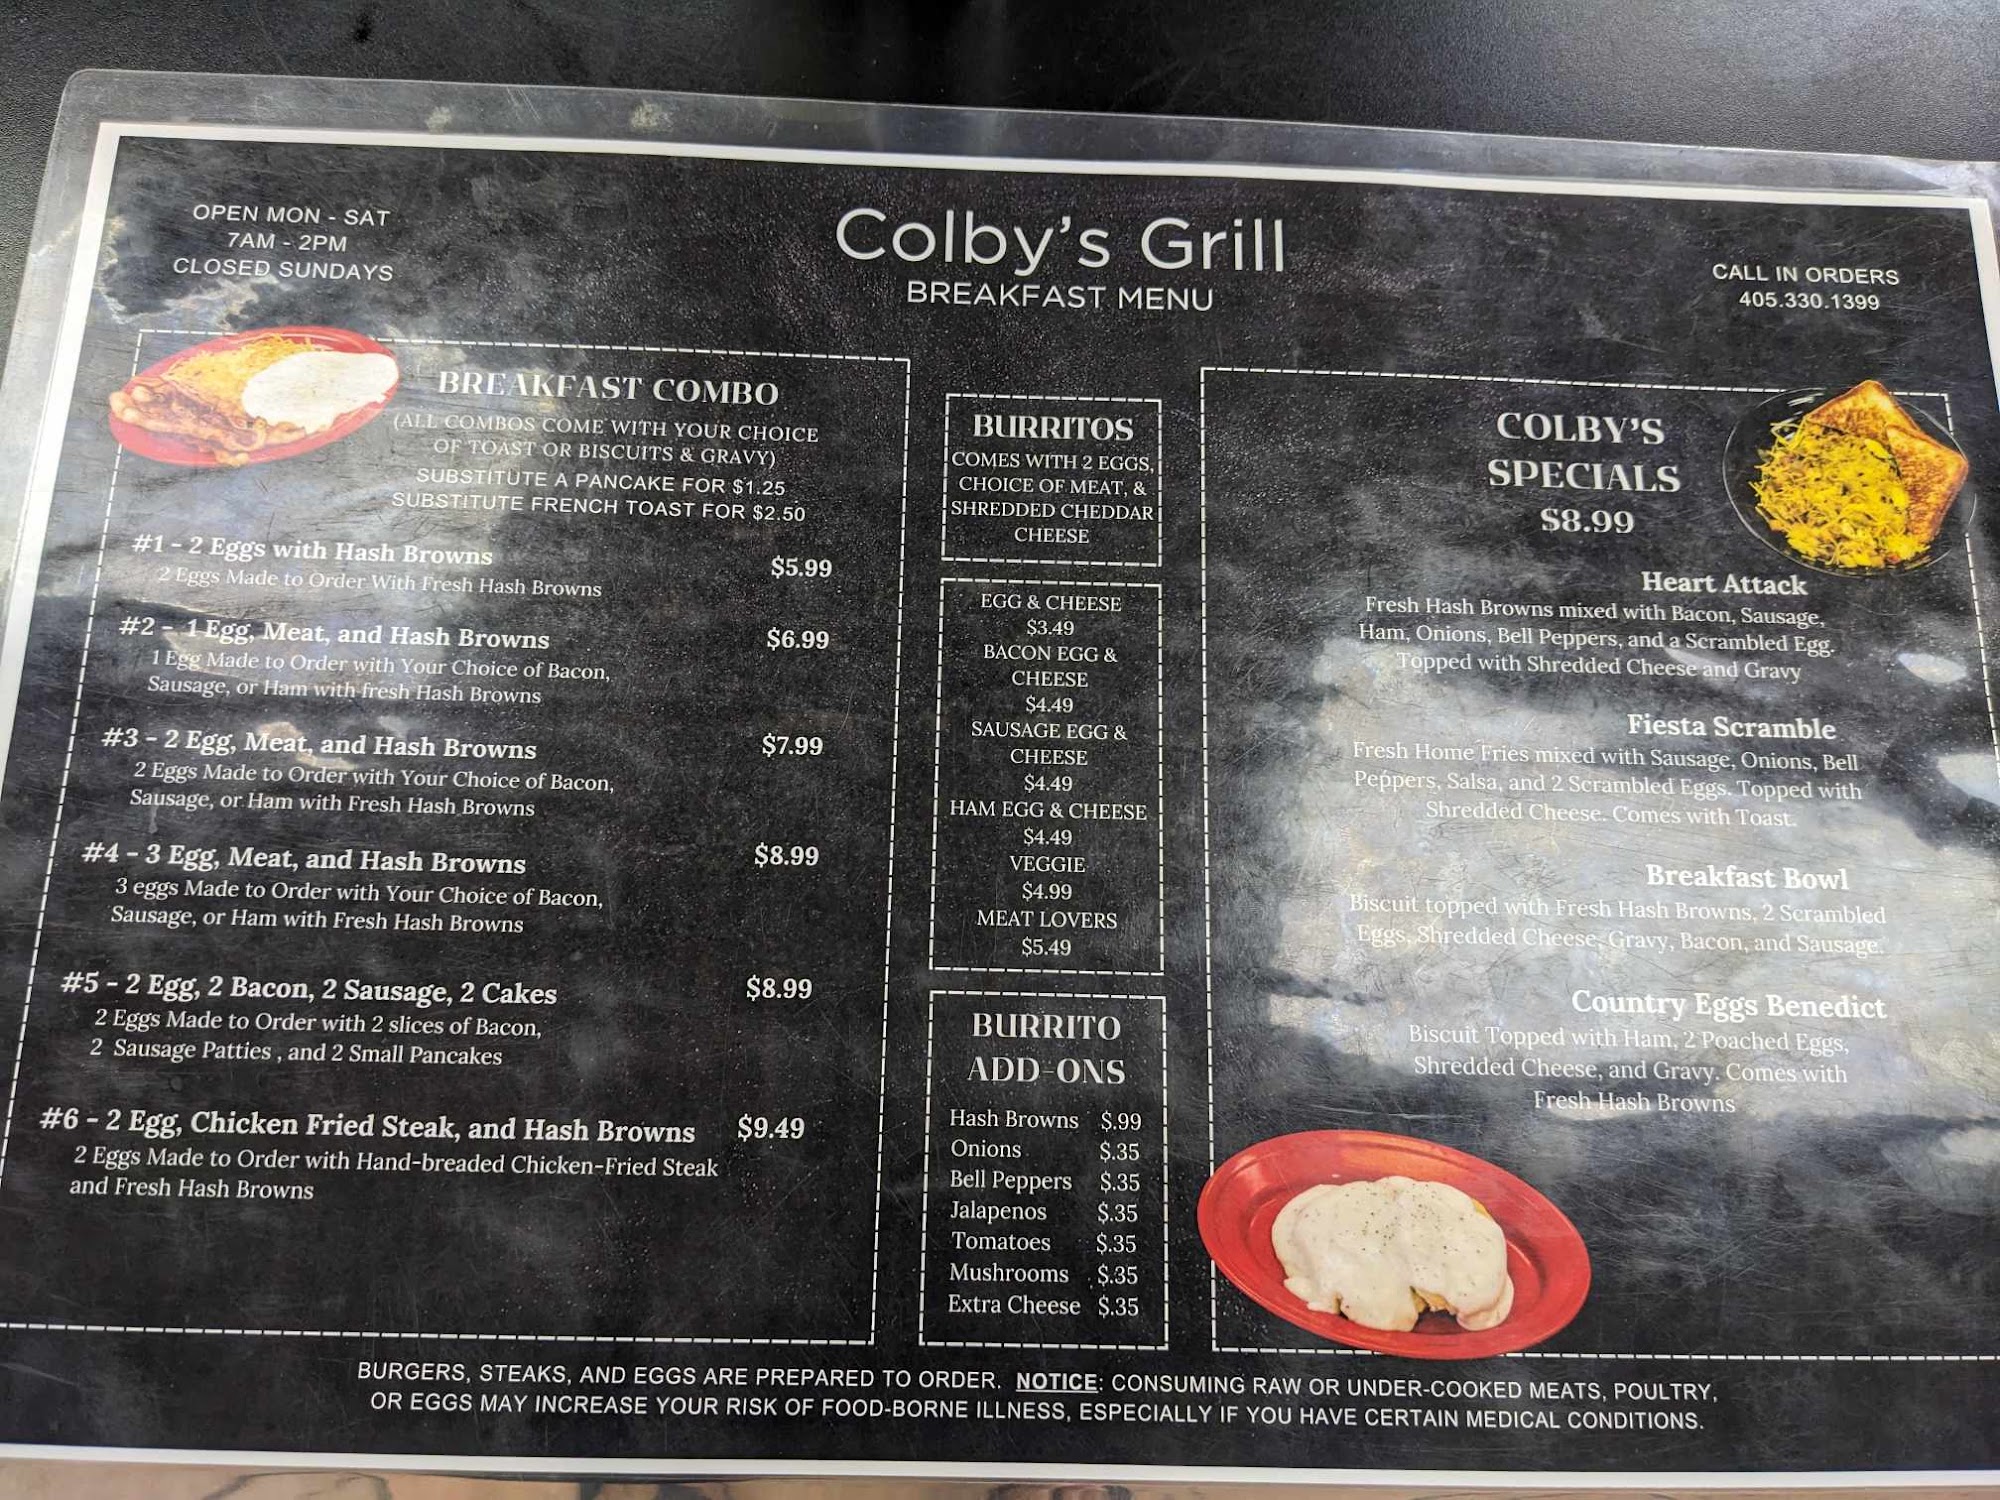 OPEN MON - SAT
7AM - 2PM
CLOSED SUNDAYS
Colby's Grill
BREAKFAST MENU
CALL IN ORDERS
405.330.1399
BREAKFAST COMBO
(ALL COMBOS COME WITH YOUR CHOICE
OF TOAST OR BISCUITS & GRAVY)
SUBSTITUTE A PANCAKE FOR $1.25
SUBSTITUTE FRENCH TOAST FOR $2.50
#1 - 2 Eggs with Hash Browns $5.99
2 Eggs Made to Order With Fresh Hash Browns
#2 - 1 Egg, Meat, and Hash Browns $6.99
1 Egg Made to Order with Your Choice of Bacon,
Sausage, or Ham with fresh Hash Browns
#3 - 2 Egg, Meat, and Hash Browns $7.99
2 Eggs Made to Order with Your Choice of Bacon,
Sausage, or Ham with Fresh Hash Browns
#4 - 3 Egg, Meat, and Hash Browns $8.99
3 eggs Made to Order with Your Choice of Bacon,
Sausage, or Ham with Fresh Hash Browns
#5 - 2 Egg, 2 Bacon, 2 Sausage, 2 Cakes $8.99
2 Eggs Made to Order with 2 slices of Bacon,
2 Sausage Patties , and 2 Small Pancakes
#6 - 2 Egg, Chicken Fried Steak, and Hash Browns $9.49
2 Eggs Made to Order with Hand-breaded Chicken-Fried Steak
and Fresh Hash Browns
BURRITOS
COMES WITH 2 EGGS,
CHOICE OF MEAT, &
SHREDDED CHEDDAR
CHEESE
EGG & CHEESE
$3.49
BACON EGG &
CHEESE
$4.49
SAUSAGE EGG &
CHEESE
$4.49
HAM EGG & CHEESE
$4.49
VEGGIE
$4.99
MEAT LOVERS
$5.49
BURRITO
ADD-ONS
Hash Browns $.99
Onions $.35
Bell Peppers $.35
Jalapenos $.35
Tomatoes $.35
Mushrooms $.35
Extra Cheese $.35
COLBY'S
SPECIALS
$8.99
Heart Attack
Fresh Hash Browns mixed with Bacon, Sausage,
Ham, Onions, Bell Peppers, and a Scrambled Egg.
Topped with Shredded Cheese and Gravy
Fiesta Scramble
Fresh Home Fries mixed with Sausage, Onions, Bell
Peppers, Salsa, and 2 Scrambled Eggs. Topped with
Shredded Cheese. Comes with Toast.
Breakfast Bowl
Biscuit topped with Fresh Hash Browns, 2 Scrambled
Eggs, Shredded Cheese, Gravy, Bacon, and Sausage.
Country Eggs Benedict
Biscuit Topped with Ham, 2 Poached Eggs,
Shredded Cheese, and Gravy. Comes with
Fresh Hash Browns
BURGERS, STEAKS, AND EGGS ARE PREPARED TO ORDER. NOTICE: CONSUMING RAW OR UNDER-COOKED MEATS, POULTRY,
OR EGGS MAY INCREASE YOUR RISK OF FOOD-BORNE ILLNESS, ESPECIALLY IF YOU HAVE CERTAIN MEDICAL CONDITIONS.